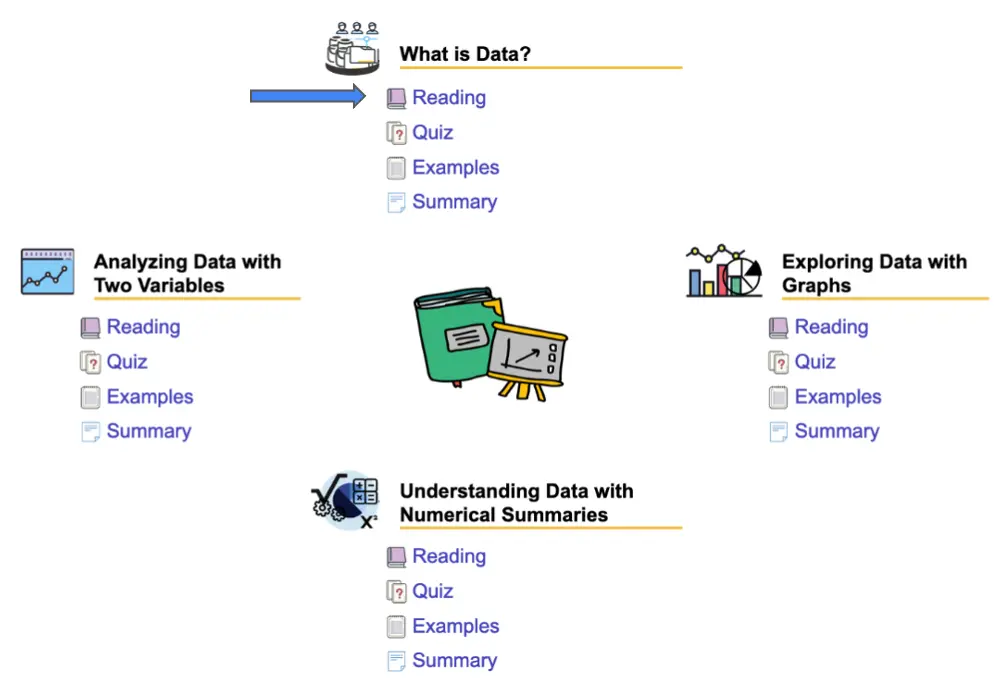 What is Data?
Reading
Quiz
Examples
Summary
Analyzing Data with
Two Variables
Reading
Quiz
Examples
Summary
Exploring Data with
Graphs
Reading
Quiz
Examples
Summary
Understanding Data with
Numerical Summaries
Reading
Quiz
Examples
Summary